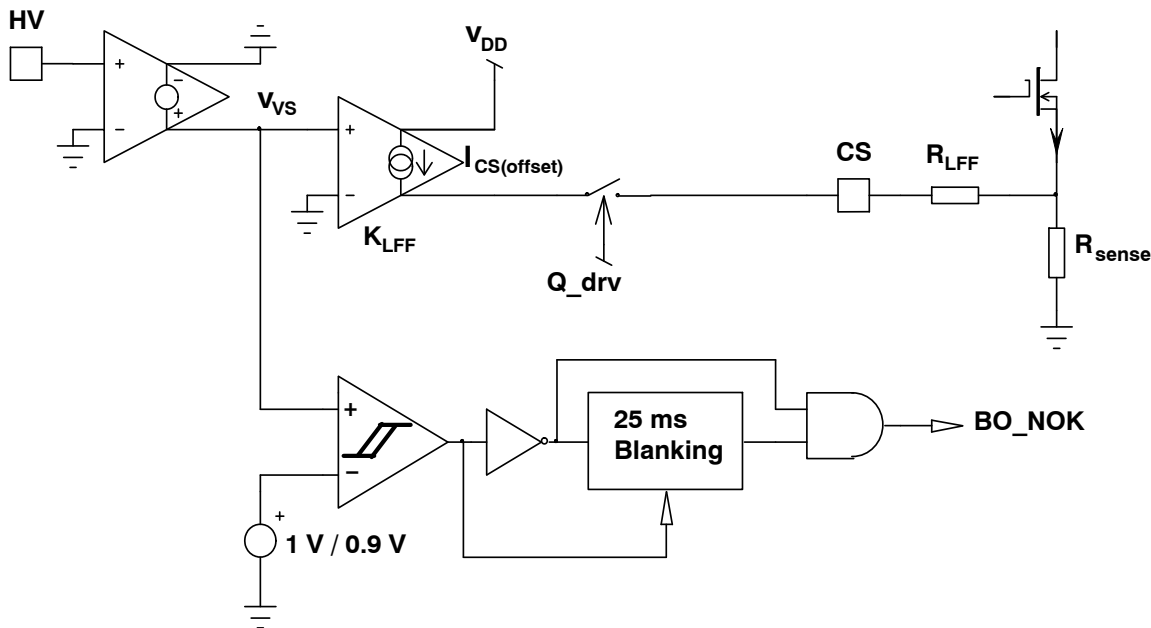 HV
vDD
vVS
ICS(offset)
KLFF
Q_drv
CS
RLFF
Rsense
25 ms
Blanking
BO_NOK
1 V / 0.9 V